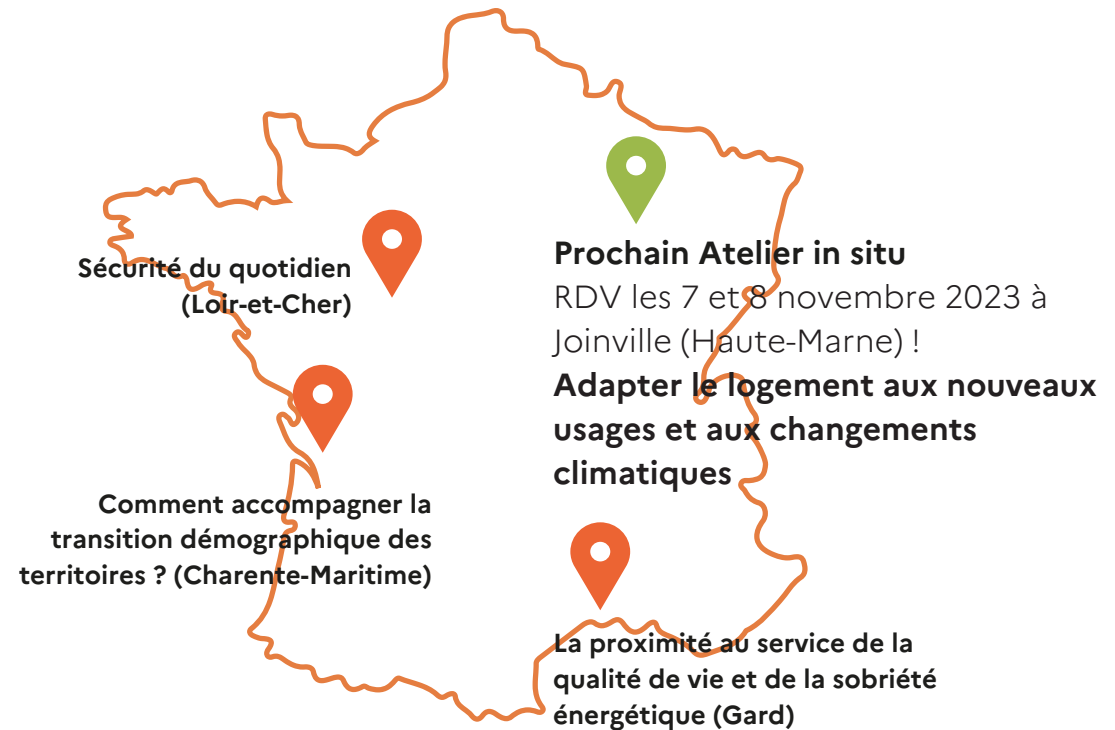 Sécurité du quotidien
(Loir-et-Cher)
Prochain Atelier in situ
RDV les 7 et 8 novembre 2023 à
Joinville (Haute-Marne) !
Adapter le logement aux nouveaux
usages et aux changements
climatiques
Comment accompagner la
transition démographique des
territoires ? (Charente-Maritime)
La proximité au service de la
qualité de vie et de la sobriété
énergétique (Gard)